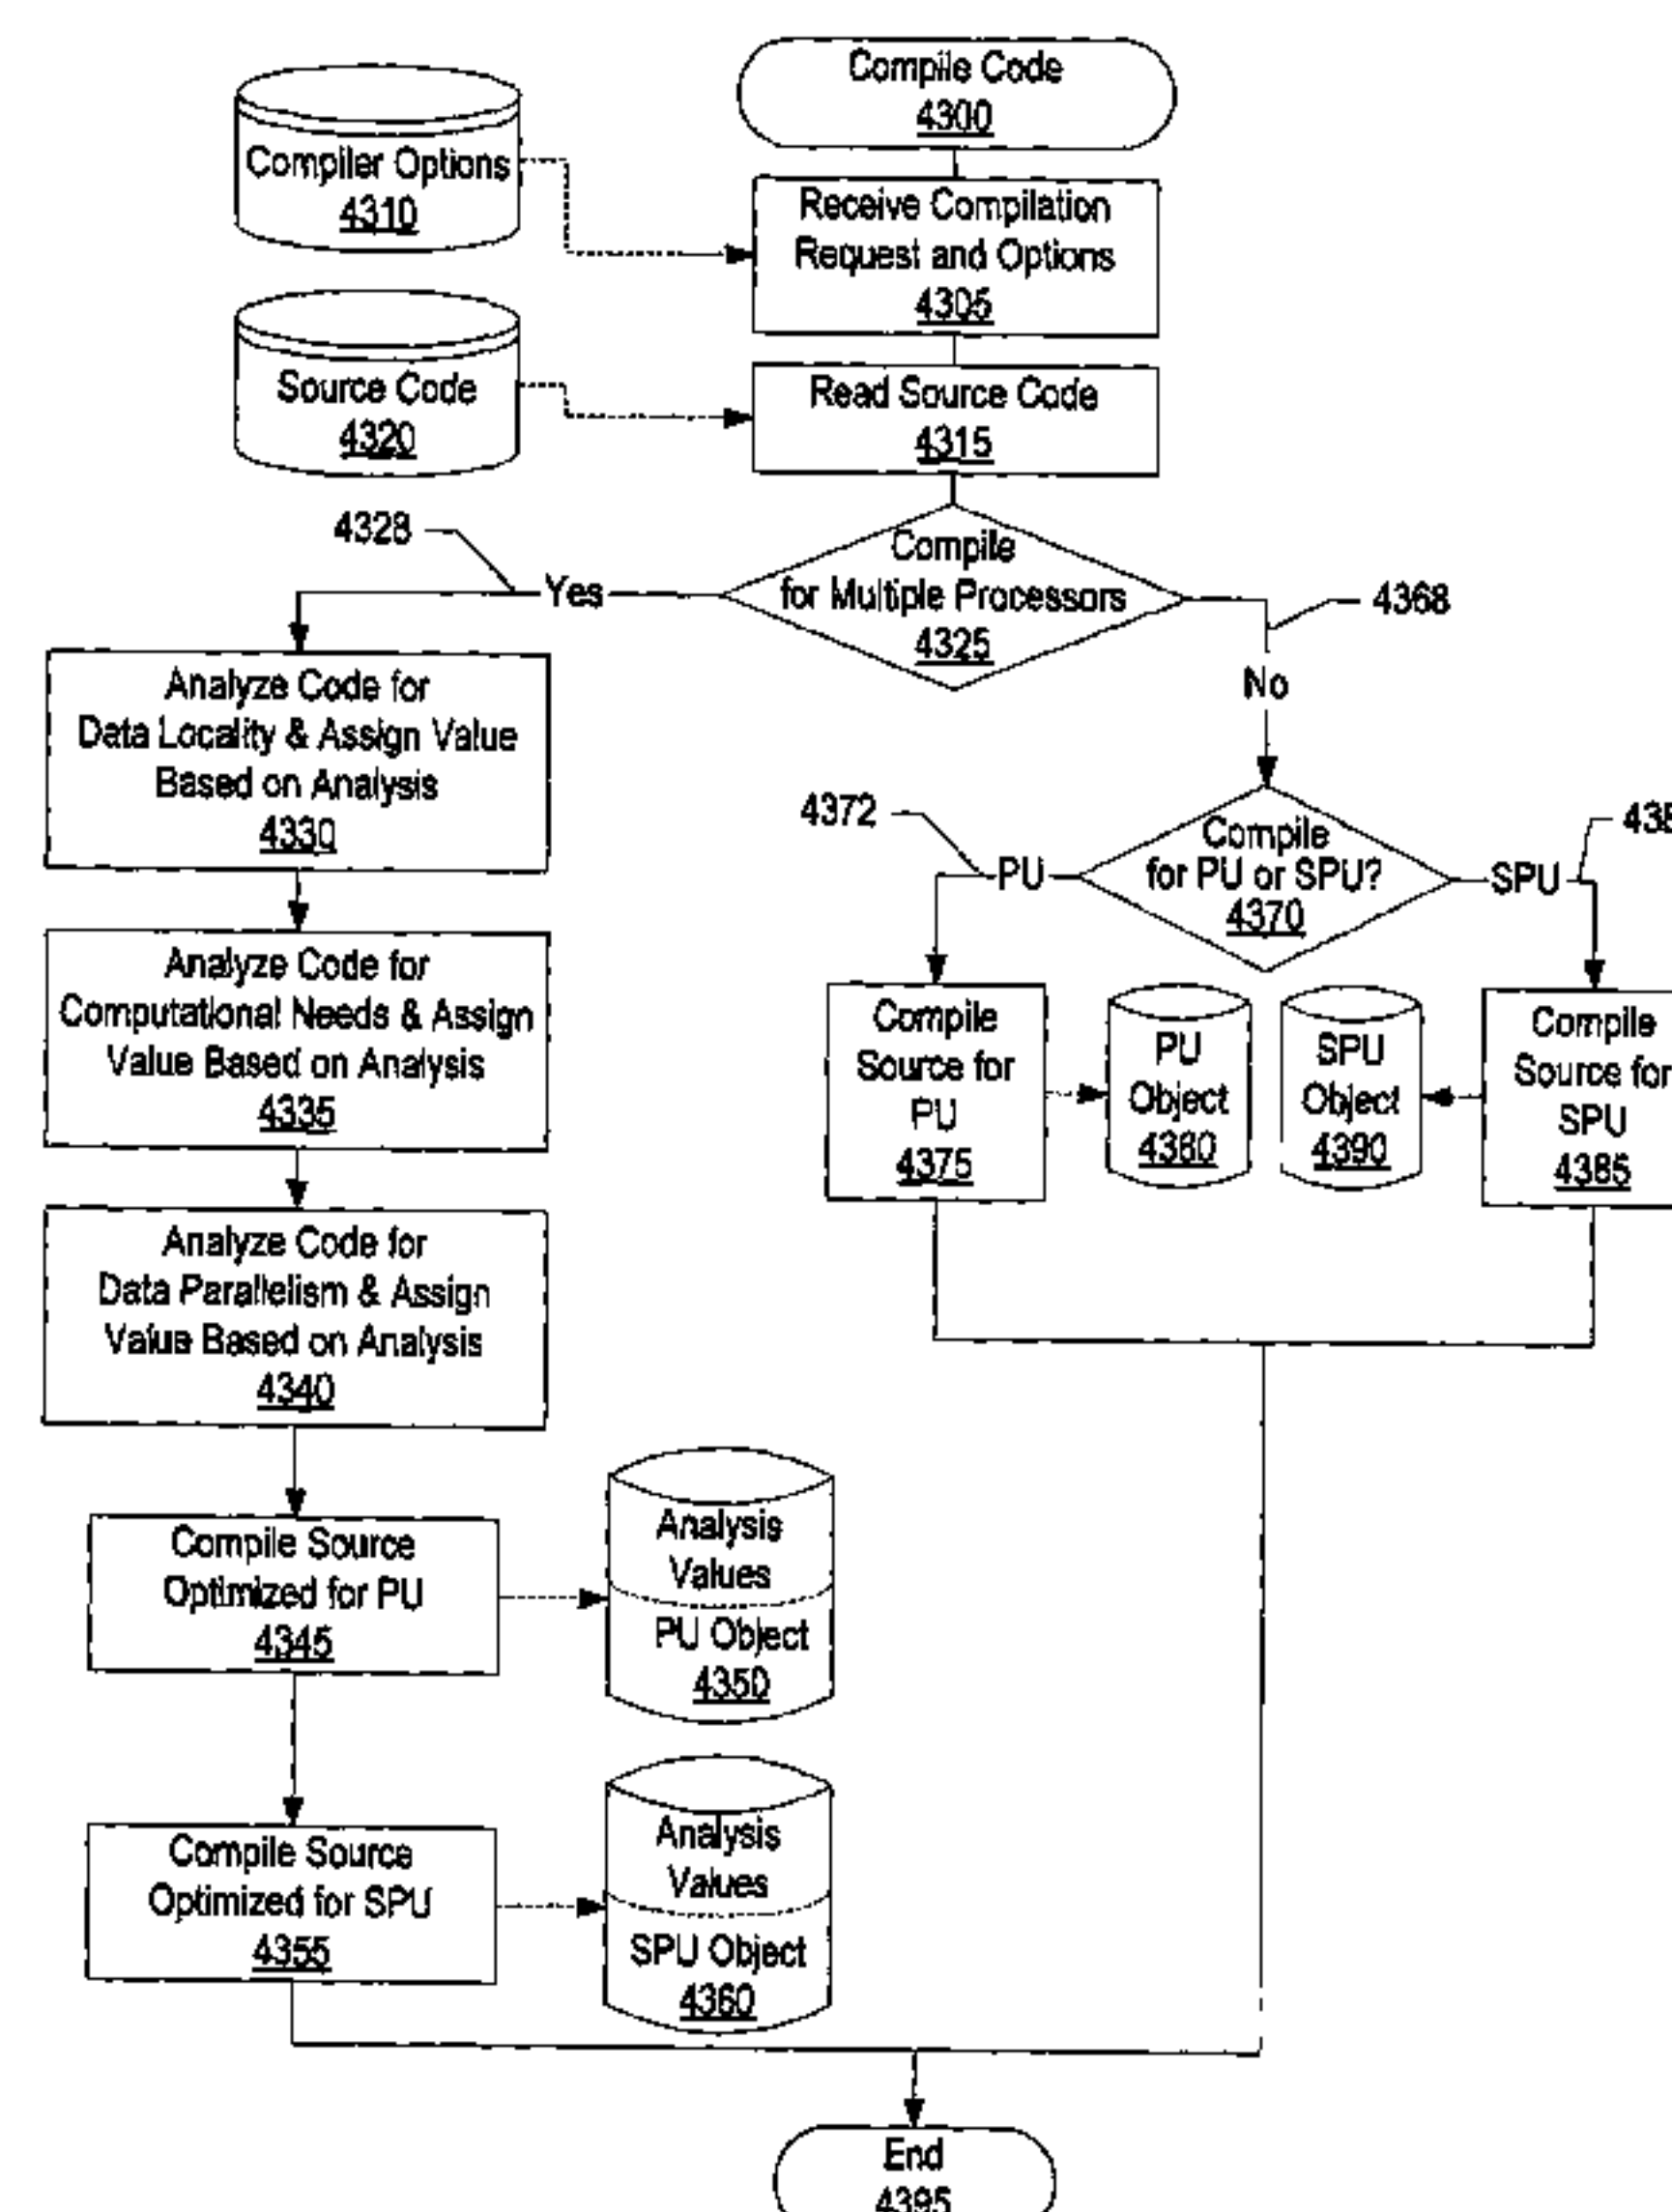 Compile Code
4300
Compiler Options
4310
Receive Compilation
Request and Options
4305
Source Code
4320
Read Source Code
4315
4328
Yes
Compile
for Multiple Processors
4325
4368
No
Analyze Code for
Data Locality & Assign Value
Based on Analysis
4330
4372
PU
Compile
for PU or SPU?
4370
SPU
Analyze Code for
Computational Needs & Assign
Value Based on Analysis
4335
Compile
Source for
PU
4375
PU
Object
4380
SPU
Object
4390
Compile
Source for
SPU
4385
Analyze Code for
Data Parallelism & Assign
Value Based on Analysis
4340
Compile Source
Optimized for PU
4345
Analysis
Values
PU Object
4350
Compile Source
Optimized for SPU
4355
Analysis
Values
SPU Object
4360
End
4395